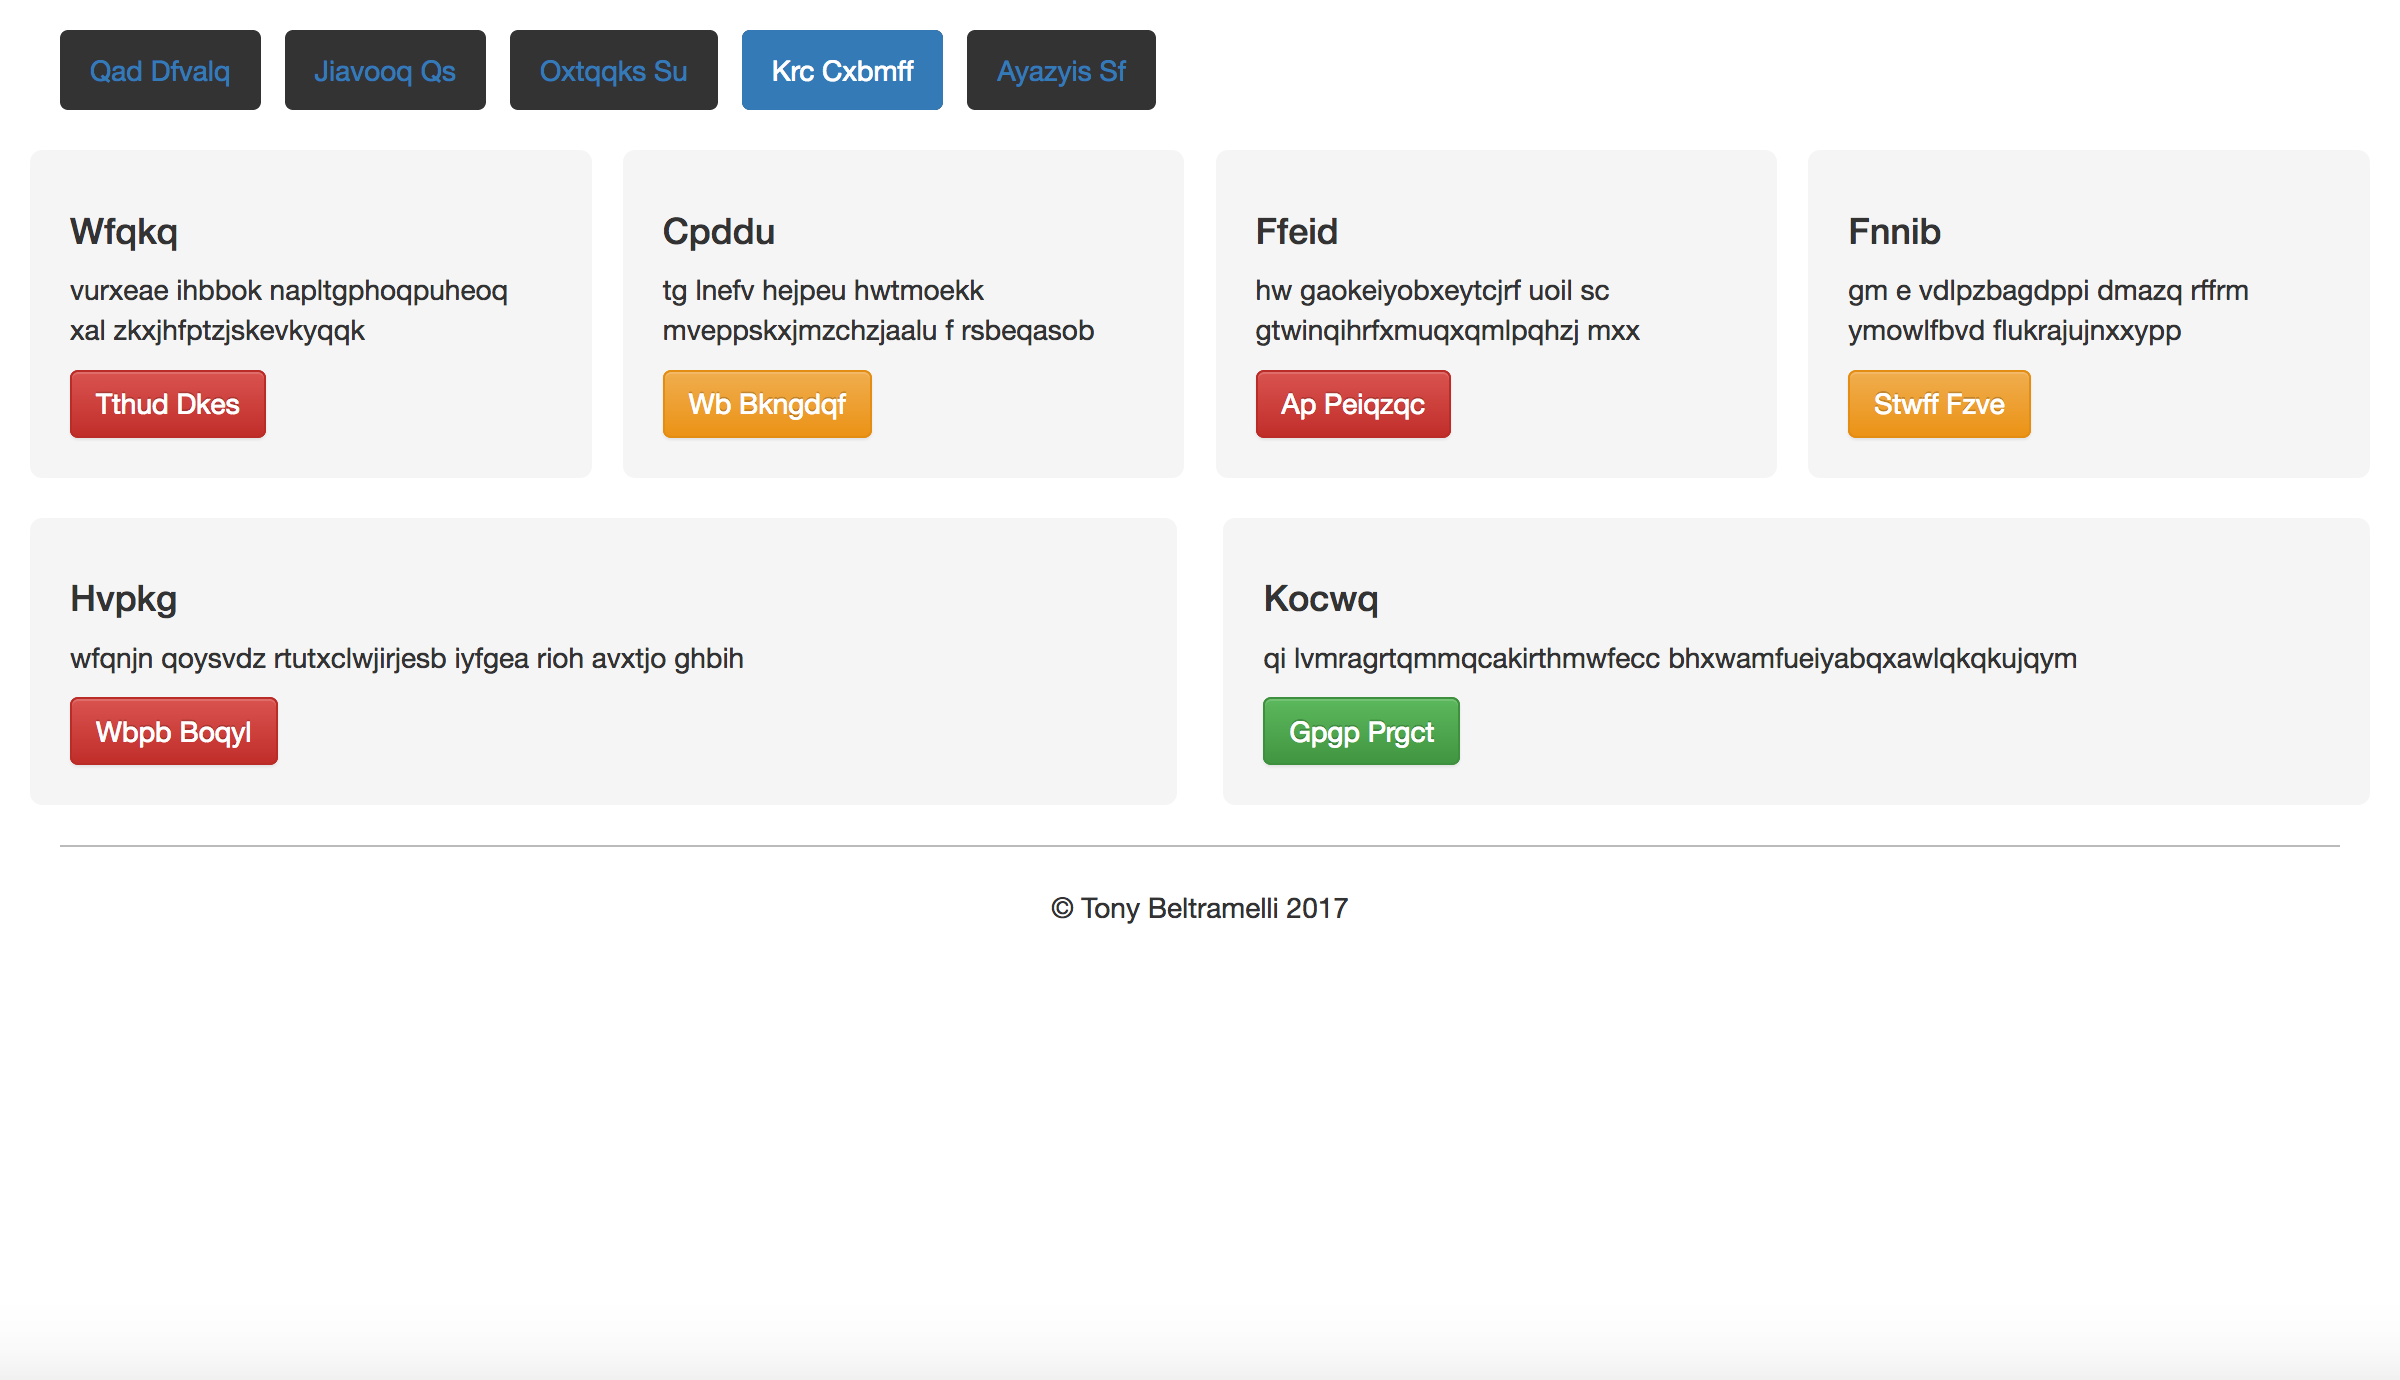 Qad Dfvalq
Jiavooq Qs
Oxtqqks Su
Krc Cxbmff
Ayazyis Sf
Wfqkq
vurxeae ihbbok napltgphoqpuheoq
xal zkxjhfptzjskevkyqqk
Tthud Dkes
Cpddu
tg lnefv hejpeu hwtmoekk
mveppskxjmzchzjaalu f rsbeqasob
Wb Bkngdqf
Ffeid
hw gaokeiyobxeytcjrf uoil sc
gtwinqihrfxmuqxqmlpqhzj mxx
Ap Peiqzqc
Fnnib
gm e vdlpzbagdppi dmazq rffrm
ymowlfbvd flukrajujnxxypp
Stwff Fzve
Hvpkg
wfqnjn qoysvdz rtutxclwjirjesb iyfgea rioh avxtjo ghbih
Wbpb Boqyl
Kocwq
qi lvmragrtqmmqcakirthmwfecc bhxwamfueiyabqxawlqkqkujqym
Gpgp Prgct
© Tony Beltramelli 2017